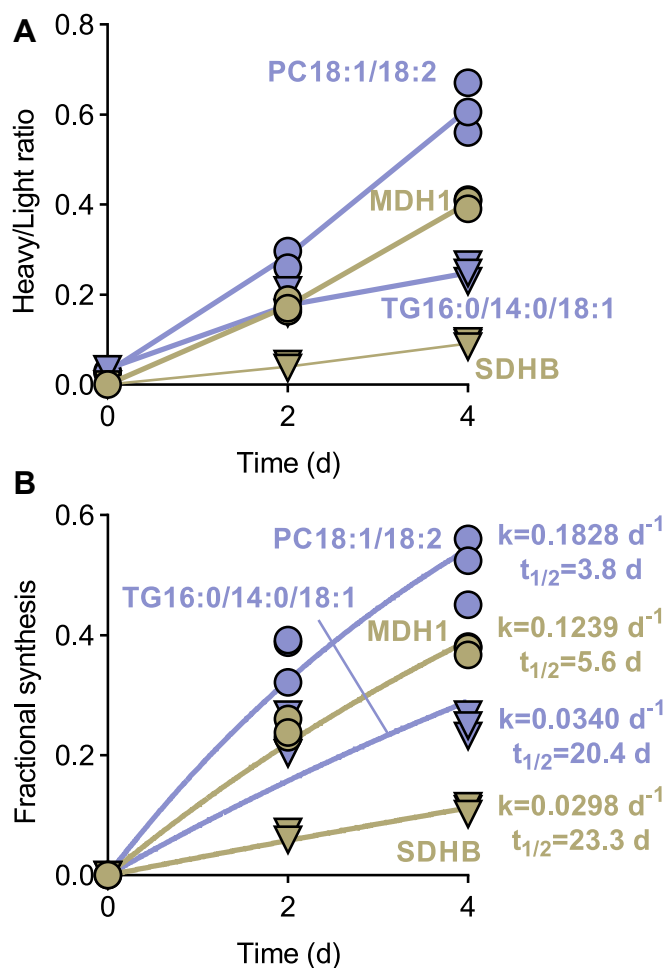 A
0.8
PC18:1/18:2
0.6
Heavy/Light ratio
0.4
MDH1
0.2
TG16:0/14:0/18:1
SDHB
0.0
0
2
4
Time (d)
B
0.6
PC18:1/18:2
k=0.1828 d⁻¹
t1/2=3.8 d
TG16:0/14:0/18:1
Fractional synthesis
0.4
MDH1
k=0.1239 d⁻¹
t1/2=5.6 d
k=0.0340 d⁻¹
t1/2=20.4 d
0.2
k=0.0298 d⁻¹
t1/2=23.3 d
SDHB
0.0
0
2
4
Time (d)